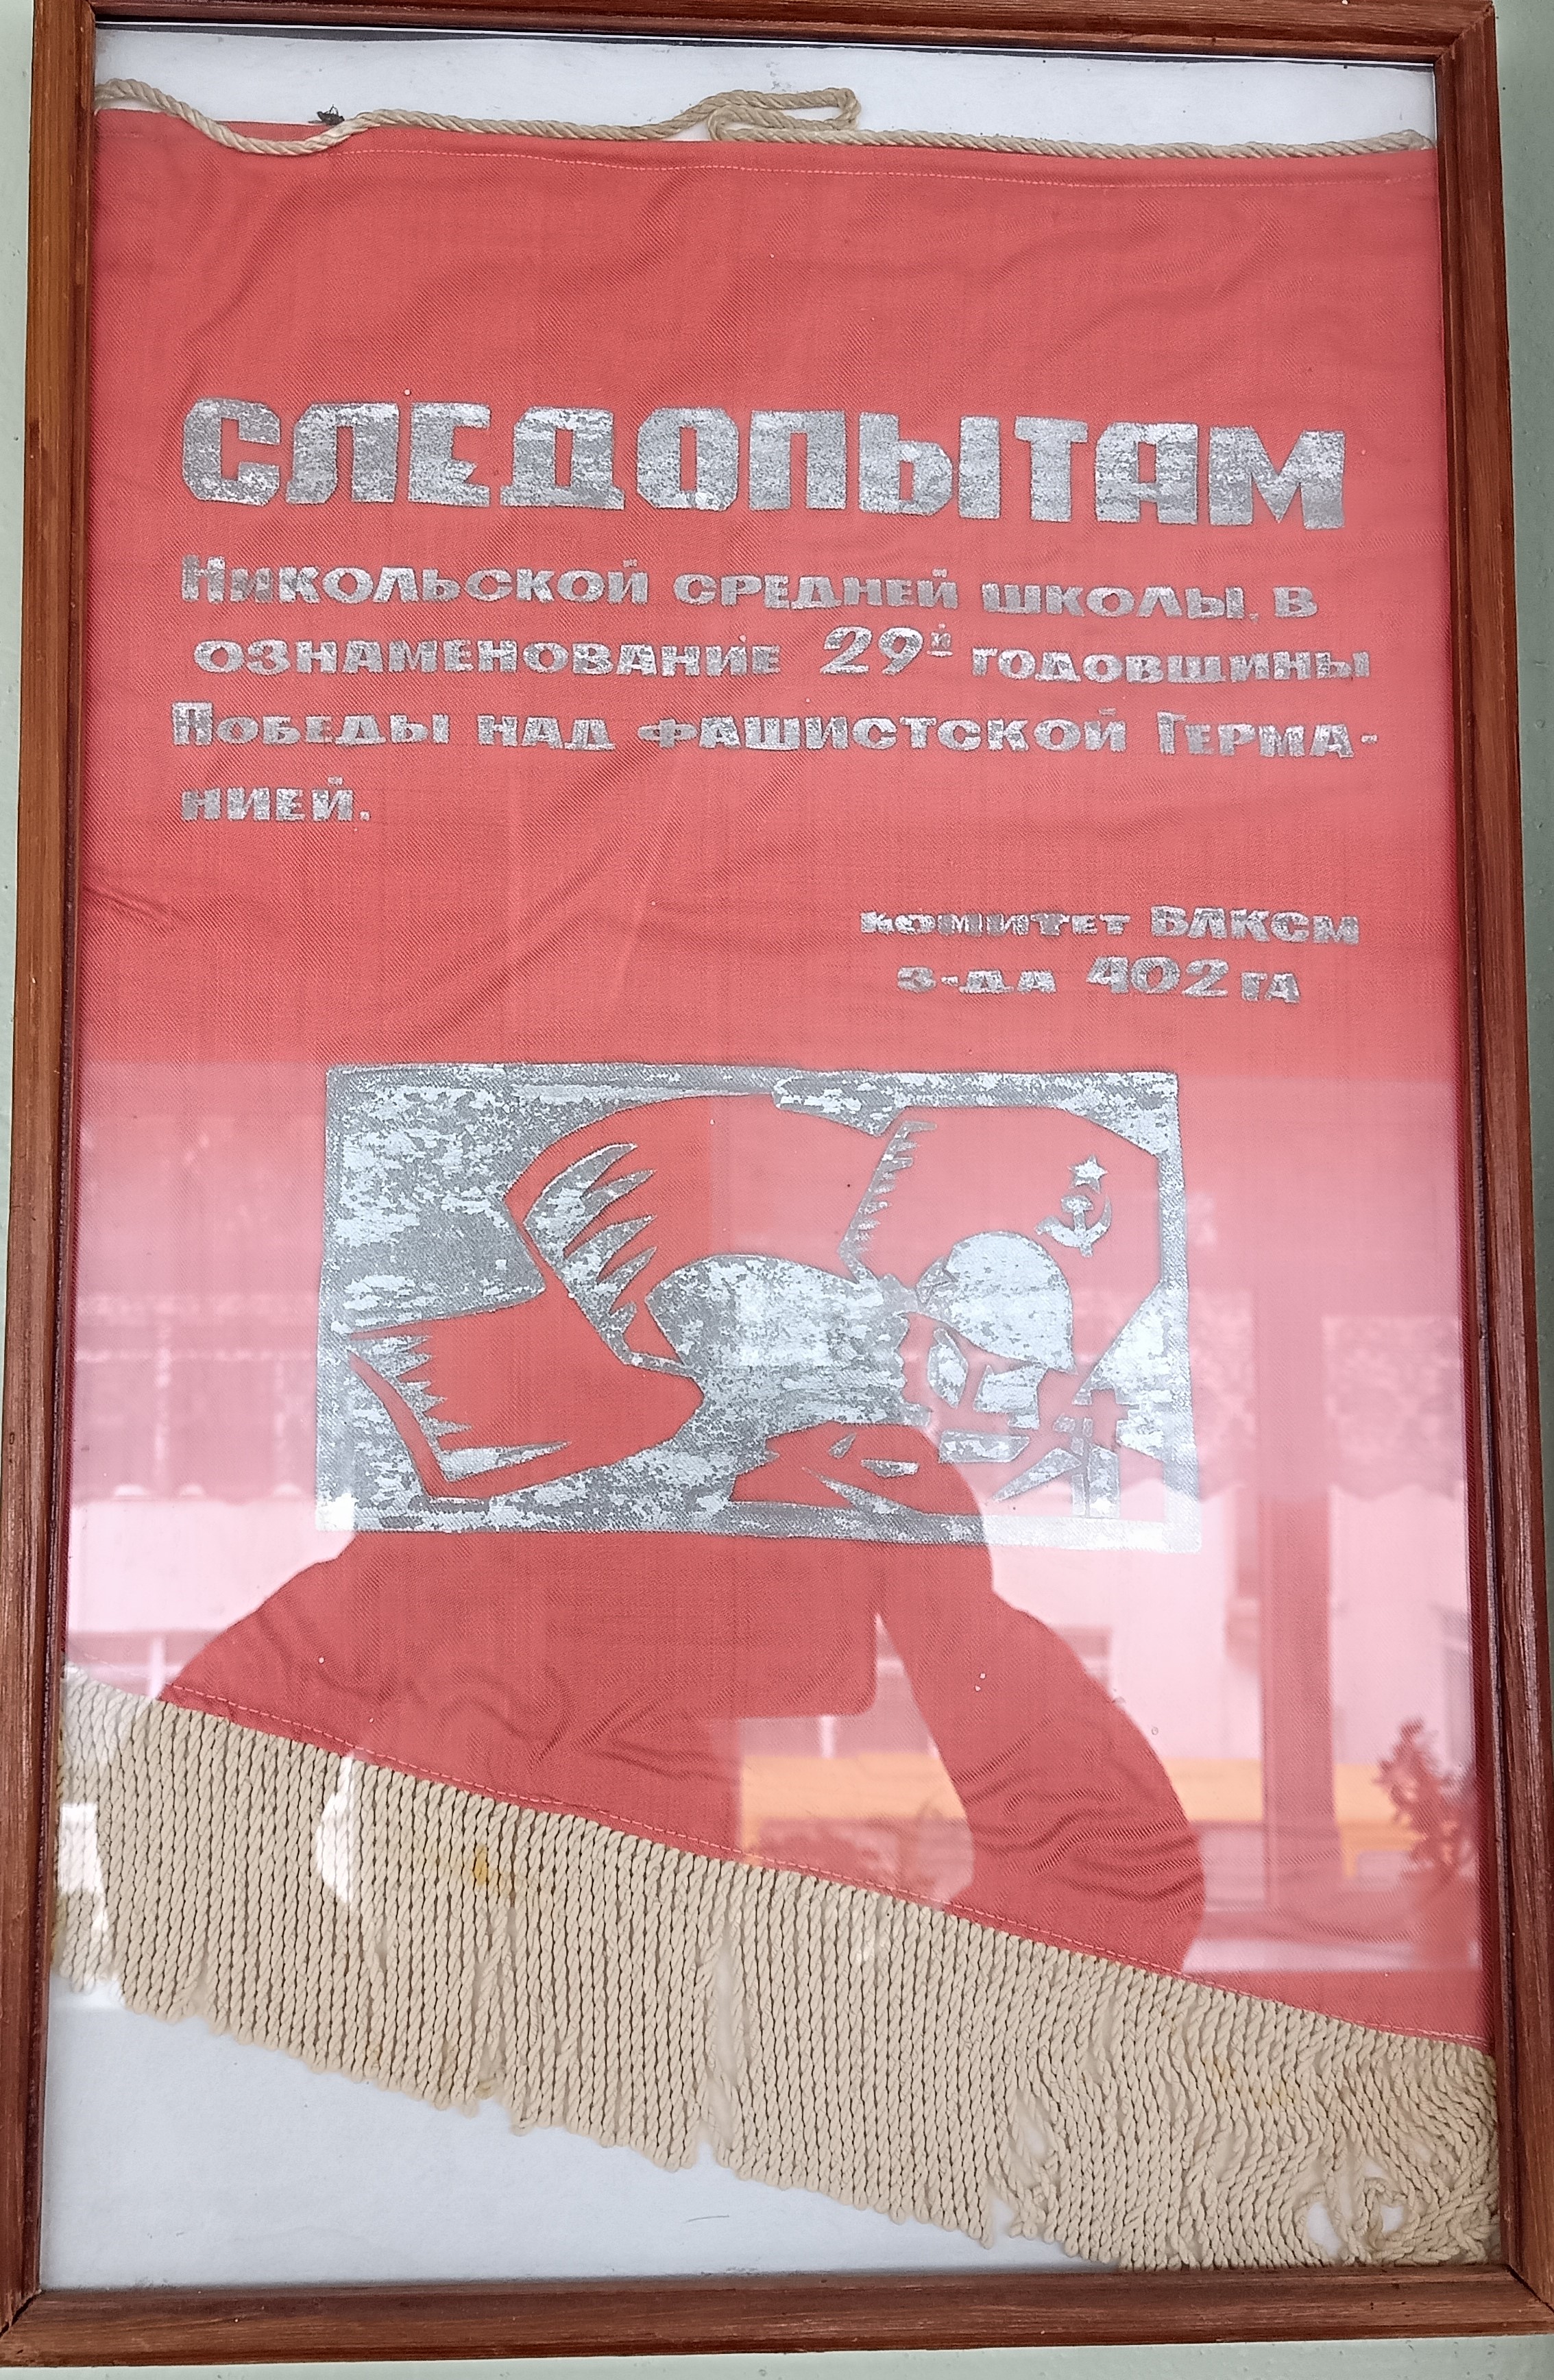 СЛЕДОПЫТАМ
Никольской средней школы, в
ознаменование 29й годовщины
Победы над фашистской Герма-
нией.
комитет ВЛКСМ
з-да 402 ГА